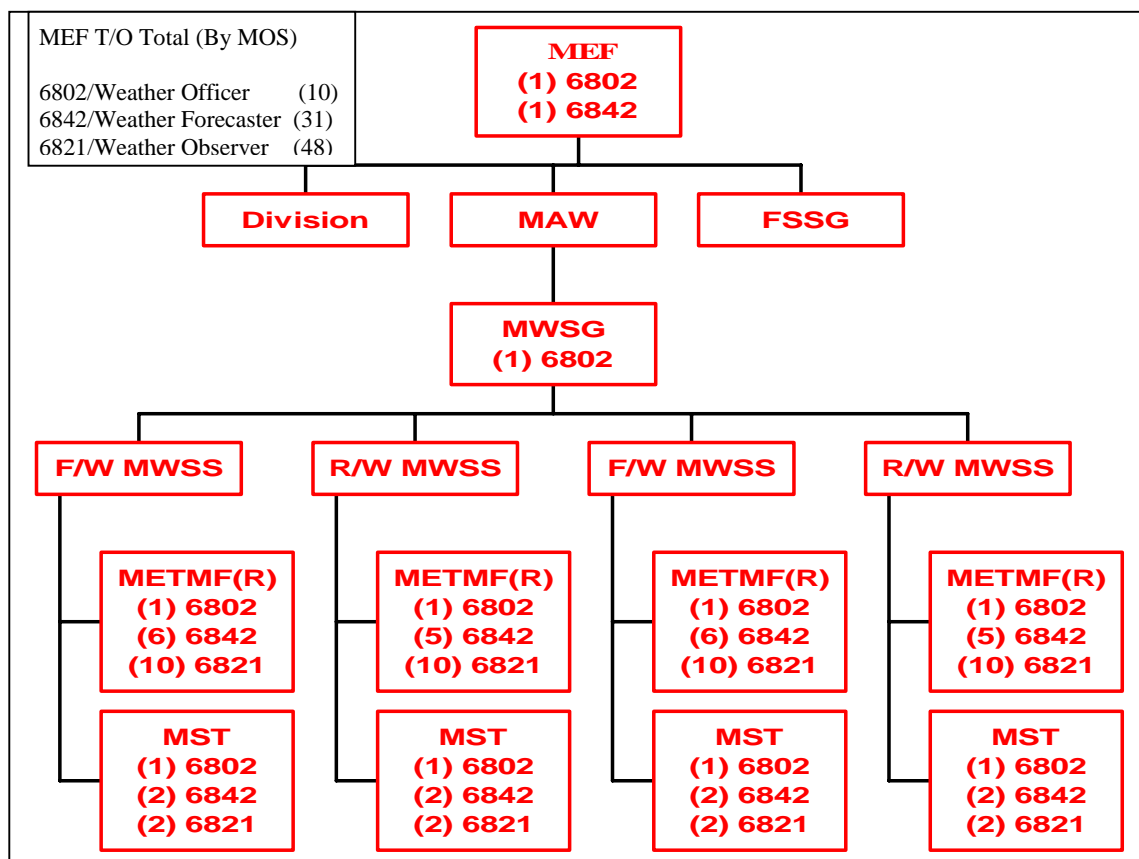 MEF T/O Total (By MOS)
6802/Weather Officer (10)
6842/Weather Forecaster (31)
6821/Weather Observer (48)
MEF
(1) 6802
(1) 6842
Division
MAW
FSSG
MWSG
(1) 6802
F/W MWSS
R/W MWSS
F/W MWSS
R/W MWSS
METMF(R)
(1) 6802
(6) 6842
(10) 6821
METMF(R)
(1) 6802
(5) 6842
(10) 6821
METMF(R)
(1) 6802
(6) 6842
(10) 6821
METMF(R)
(1) 6802
(5) 6842
(10) 6821
MST
(1) 6802
(2) 6842
(2) 6821
MST
(1) 6802
(2) 6842
(2) 6821
MST
(1) 6802
(2) 6842
(2) 6821
MST
(1) 6802
(2) 6842
(2) 6821